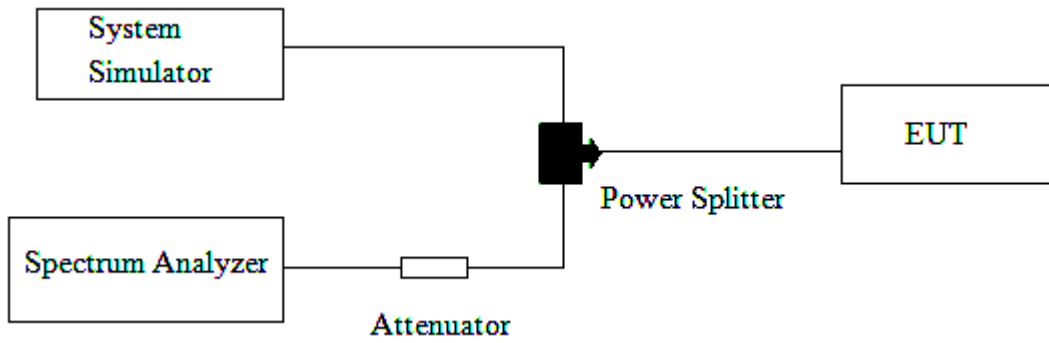 System
Simulator
EUT
Power Splitter
Spectrum Analyzer
Attenuator